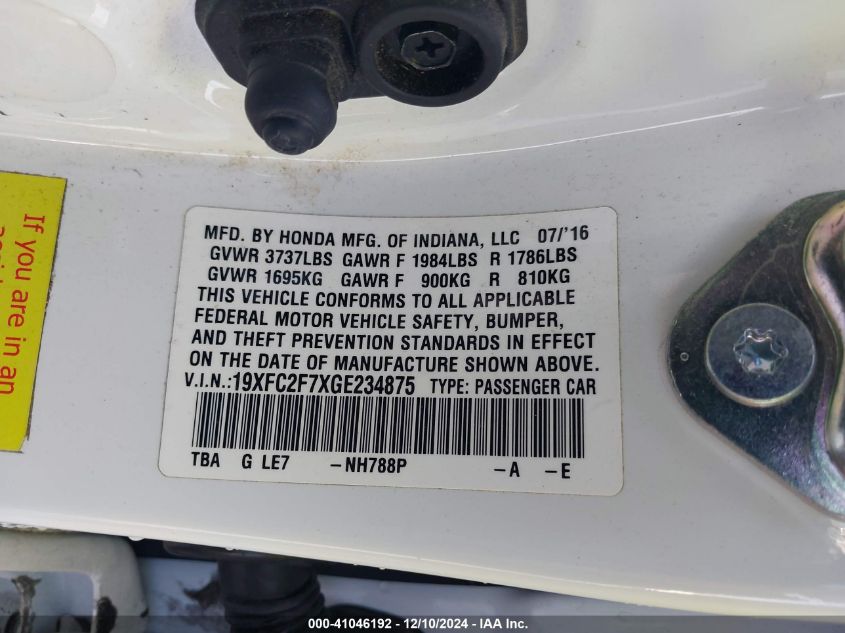 If you are in an
MFD. BY HONDA MFG. OF INDIANA, LLC 07/'16
GVWR 3737LBS GAWR F 1984LBS R 1786LBS
GVWR 1695KG GAWR F 900KG R 810KG
THIS VEHICLE CONFORMS TO ALL APPLICABLE
FEDERAL MOTOR VEHICLE SAFETY, BUMPER,
AND THEFT PREVENTION STANDARDS IN EFFECT
ON THE DATE OF MANUFACTURE SHOWN ABOVE.
V.I.N.:19XFC2F7XGE234875 TYPE: PASSENGER CAR
TBA G LE7 -NH788P -A -E
000-41046192 - 12/10/2024 - IAA Inc.